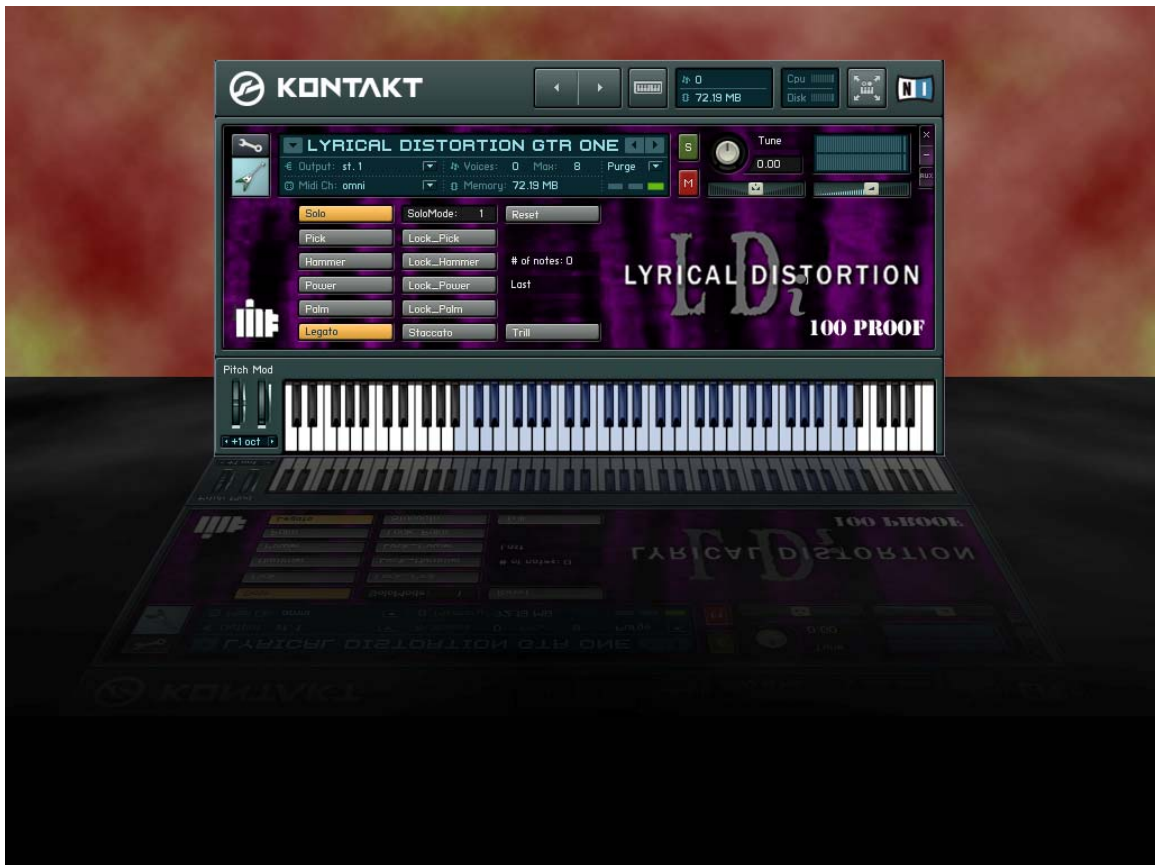 KONTAKT
0
72.19 MB
Cpu
Disk
NI
LYRICAL DISTORTION GTR ONE
S
Tune
Output: st.1
Voices: 0 Max: 8 Purge
0.00
Midi Ch: omni
Memory: 72.19 MB
M
AUX
Solo
SoloMode: 1
Reset
Pick
Lock_Pick
Hammer
Lock_Hammer
# of notes: 0
Power
Lock_Power
Last
Palm
Lock_Palm
Legato
Staccato
Trill
LDi
LYRICAL DISTORTION
100 PROOF
Pitch Mod
+1 oct